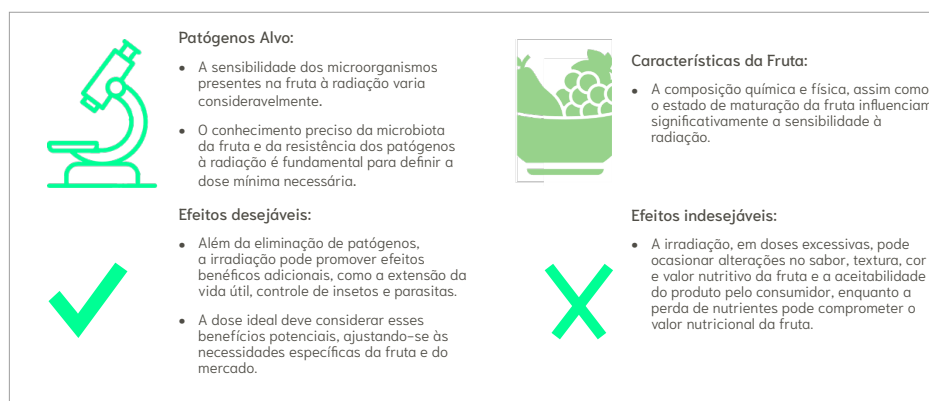 Patógenos Alvo:
• A sensibilidade dos microorganismos
presentes na fruta à radiação varia
consideravelmente.
• O conhecimento preciso da microbiota
da fruta e da resistência dos patógenos
à radiação é fundamental para definir a
dose mínima necessária.
Características da Fruta:
• A composição química e física, assim como
o estado de maturação da fruta influenciam
significativamente a sensibilidade à
radiação.
Efeitos desejáveis:
• Além da eliminação de patógenos,
a irradiação pode promover efeitos
benéficos adicionais, como a extensão da
vida útil, controle de insetos e parasitas.
• A dose ideal deve considerar esses
benefícios potenciais, ajustando-se às
necessidades específicas da fruta e do
mercado.
Efeitos indesejáveis:
• A irradiação, em doses excessivas, pode
ocasionar alterações no sabor, textura, cor
e valor nutritivo da fruta e a aceitabilidade
do produto pelo consumidor, enquanto a
perda de nutrientes pode comprometer o
valor nutricional da fruta.